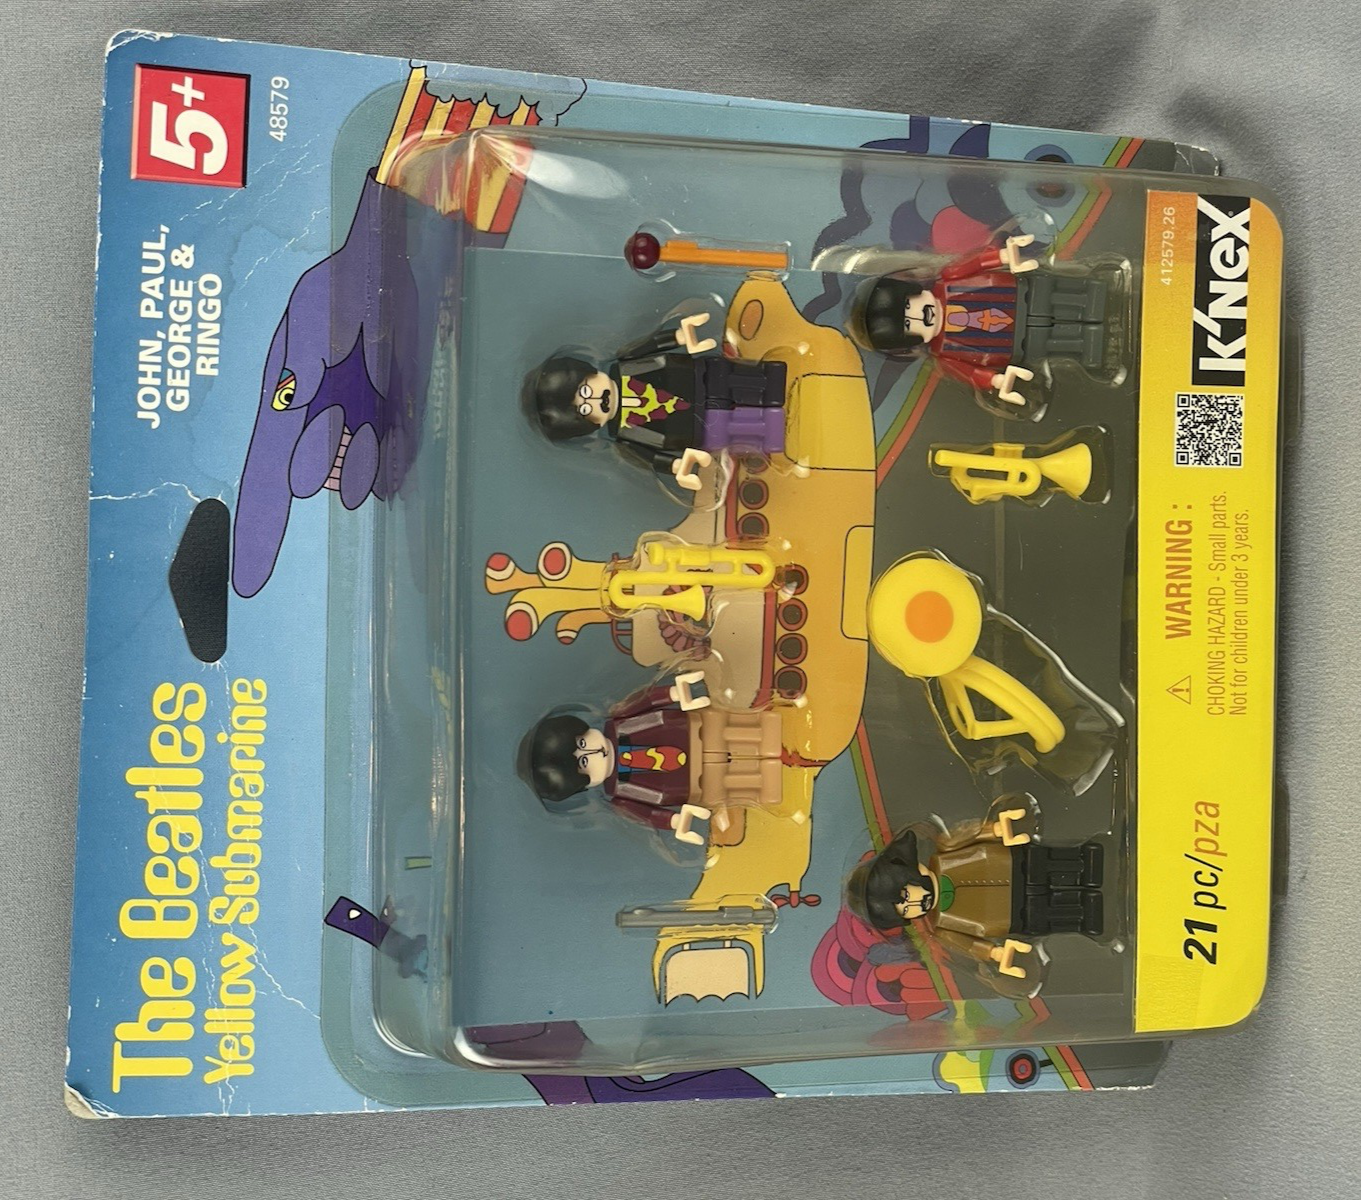 The Beatles
Yellow Submarine
JOHN, PAUL,
GEORGE &
RINGO
5+
48579
21 pc/pza
WARNING :
CHOKING HAZARD - Small parts.
Not for children under 3 years.
K'NEX
412579.26